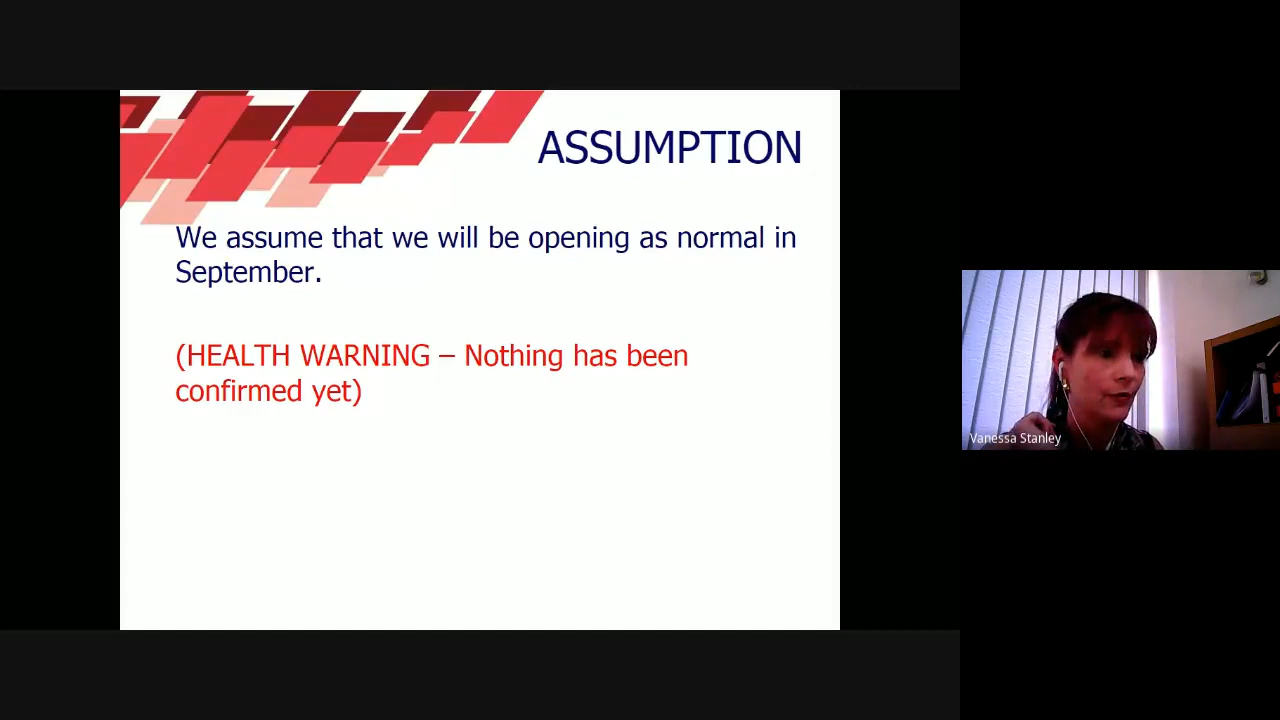 ASSUMPTION
We assume that we will be opening as normal in
September.
(HEALTH WARNING – Nothing has been
confirmed yet)
Vanessa Stanley